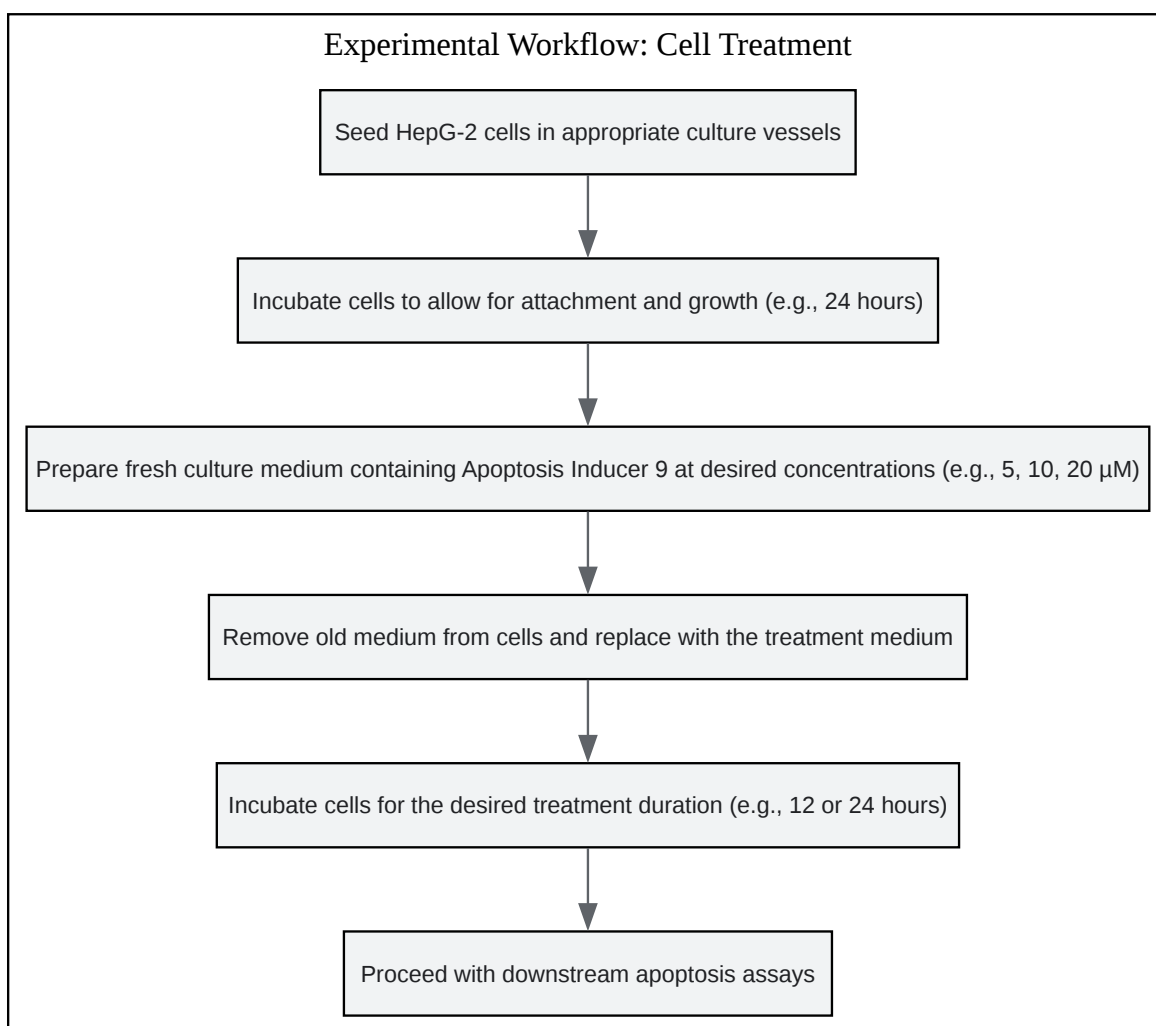 Experimental Workflow: Cell Treatment
Seed HepG-2 cells in appropriate culture vessels
Incubate cells to allow for attachment and growth (e.g., 24 hours)
Prepare fresh culture medium containing Apoptosis Inducer 9 at desired concentrations (e.g., 5, 10, 20 µM)
Remove old medium from cells and replace with the treatment medium
Incubate cells for the desired treatment duration (e.g., 12 or 24 hours)
Proceed with downstream apoptosis assays